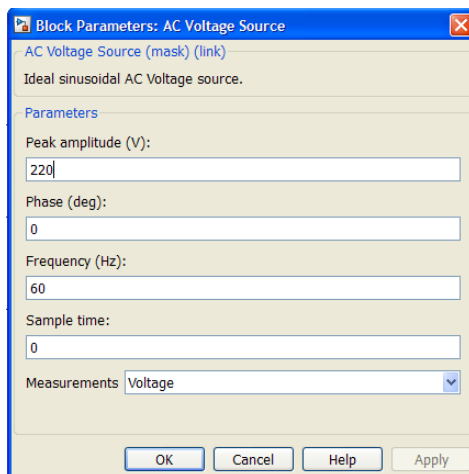 Block Parameters: AC Voltage Source
AC Voltage Source (mask) (link)
Ideal sinusoidal AC Voltage source.
Parameters
Peak amplitude (V):
220
Phase (deg):
0
Frequency (Hz):
60
Sample time:
0
Measurements Voltage
OK Cancel Help Apply